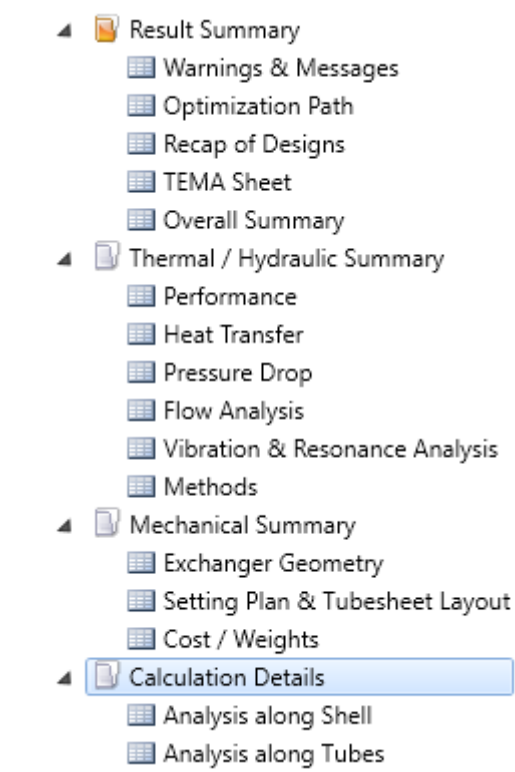 Result Summary
Warnings & Messages
Optimization Path
Recap of Designs
TEMA Sheet
Overall Summary
Thermal / Hydraulic Summary
Performance
Heat Transfer
Pressure Drop
Flow Analysis
Vibration & Resonance Analysis
Methods
Mechanical Summary
Exchanger Geometry
Setting Plan & Tubesheet Layout
Cost / Weights
Calculation Details
Analysis along Shell
Analysis along Tubes